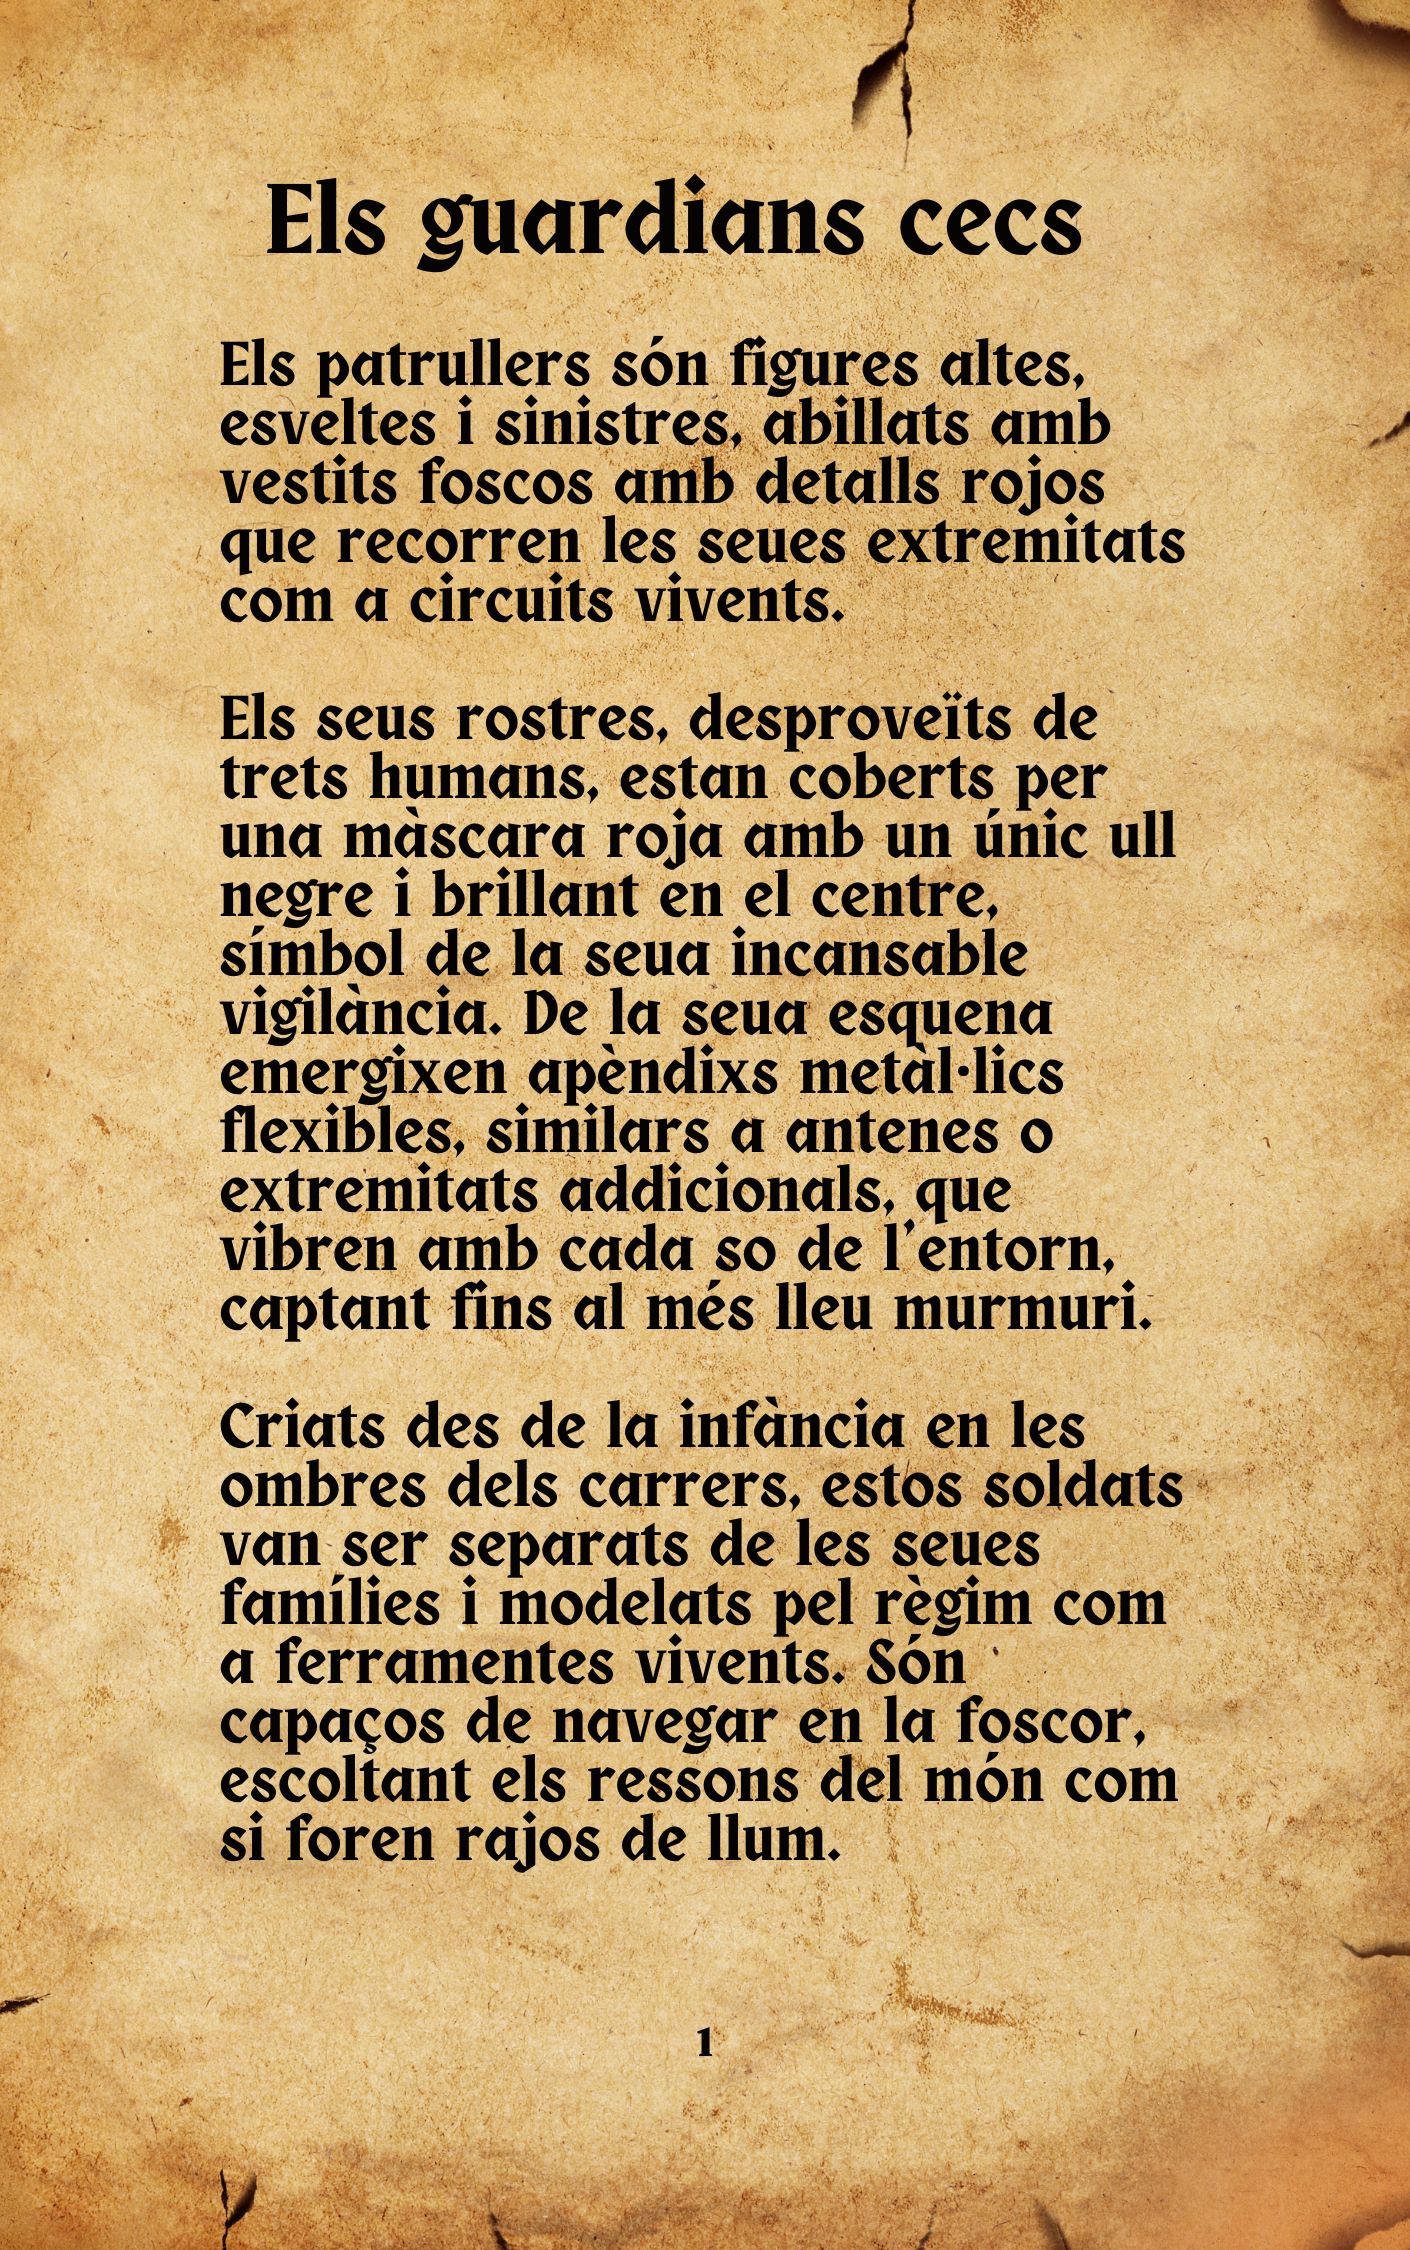 Els guardians cecs
Els patrullers són figures altes,
esveltes i sinistres, abillats amb
vestits foscos amb detalls rojos
que recorren les seues extremitats
com a circuits vivents.
Els seus rostres, desproveïts de
trets humans, estan coberts per
una màscara roja amb un únic ull
negre i brillant en el centre,
símbol de la seua incansable
vigilància. De la seua esquena
emergixen apèndixs metàl·lics
flexibles, similars a antenes o
extremitats addicionals, que
vibren amb cada so de l'entorn,
captant fins al més lleu murmuri.
Criats des de la infància en les
ombres dels carrers, estos soldats
van ser separats de les seues
famílies i modelats pel règim com
a ferramentes vivents. Són
capaços de navegar en la foscor,
escoltant els ressons del món com
si foren rajos de llum.
1